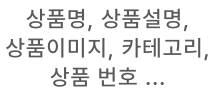 상품명, 상품설명,
상품이미지, 카테고리,
상품 번호 ...